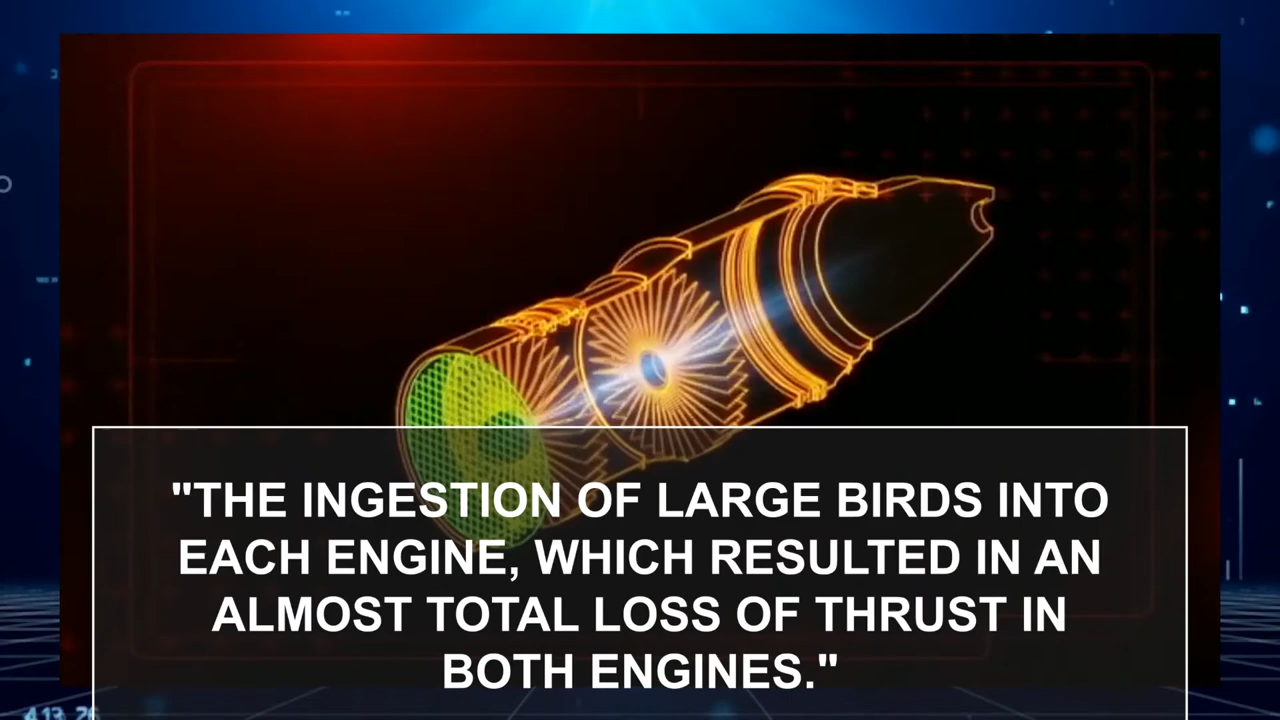 "THE INGESTION OF LARGE BIRDS INTO
EACH ENGINE, WHICH RESULTED IN AN
ALMOST TOTAL LOSS OF THRUST IN
BOTH ENGINES."